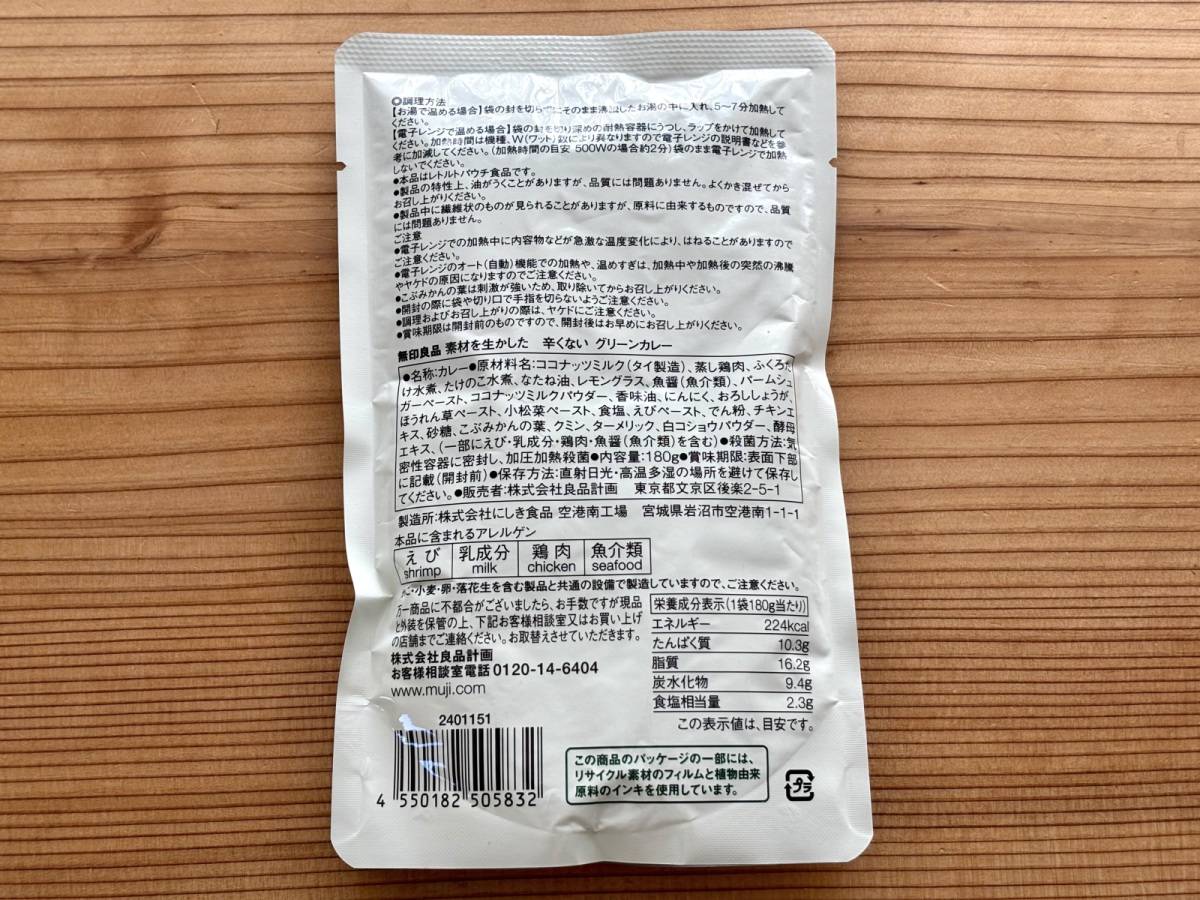 ◎調理方法
【お湯で温める場合】袋の封を切らずにそのまま沸騰したお湯の中に入れ、5〜7分加熱して
ください。
【電子レンジで温める場合】袋の封を切り深めの耐熱容器にうつし、ラップをかけて加熱して
ください。加熱時間は機種、W(ワット)数により異なりますので電子レンジの説明書などを参
考に加減してください。(加熱時間の目安 500Wの場合約2分)袋のまま電子レンジで加熱
しないでください。
●本品はレトルトパウチ食品です。
●製品の特性上、油がうくことがありますが、品質には問題ありません。よくかき混ぜてから
お召し上がりください。
●製品中に繊維状のものが見られることがありますが、原料に由来するものですので、品質
には問題ありません。
ご注意
●電子レンジでの加熱中に内容物などが急激な温度変化により、はねることがありますので
ご注意ください。
●電子レンジのオート(自動)機能での加熱や、温めすぎは、加熱中や加熱後の突然の沸騰
やヤケドの原因になりますのでご注意ください。
●こぶみかんの葉は刺激が強いため、取り除いてからお召し上がりください。
●開封の際に袋や切り口で手指を切らないようご注意ください。
●調理およびお召し上がりの際は、ヤケドにご注意ください。
●賞味期限は開封前のものですので、開封後はお早めにお召し上がりください。
無印良品 素材を生かした 辛くない グリーンカレー
●名称:カレー●原材料名:ココナッツミルク(タイ製造)、蒸し鶏肉、ふくろた
け水煮、たけのこ水煮、なたね油、レモングラス、魚醤(魚介類)、パームシュ
ガーペースト、ココナッツミルクパウダー、香味油、にんにく、おろししょうが、
ほうれん草ペースト、小松菜ペースト、食塩、えびペースト、でん粉、チキンエ
キス、砂糖、こぶみかんの葉、クミン、ターメリック、白コショウパウダー、酵母
エキス、(一部にえび・乳成分・鶏肉・魚醤(魚介類)を含む)●殺菌方法:気
密性容器に密封し、加圧加熱殺菌●内容量:180g●賞味期限:表面下部
に記載(開封前)●保存方法:直射日光・高温多湿の場所を避けて保存し
てください。●販売者:株式会社良品計画 東京都文京区後楽2-5-1
製造所:株式会社にしき食品 空港南工場 宮城県岩沼市空港南1-1-1
本品に含まれるアレルゲン
えび 乳成分 鶏肉 魚介類
shrimp milk chicken seafood
かに・小麦・卵・落花生を含む製品と共通の設備で製造していますので、ご注意ください。
万一商品に不都合がございましたら、お手数ですが現品
と外装を保管の上、下記お客様相談室又はお買い上げ
の店舗までご連絡ください。お取替えさせていただきます。
株式会社良品計画
お客様相談室電話 0120-14-6404
www.muji.com
栄養成分表示(1袋180g当たり)
エネルギー 224kcal
たんぱく質 10.3g
脂質 16.2g
炭水化物 9.4g
食塩相当量 2.3g
この表示値は、目安です。
2401151
4 550182 505832
この商品のパッケージの一部には、
リサイクル素材のフィルムと植物由来
原料のインキを使用しています。
プラ